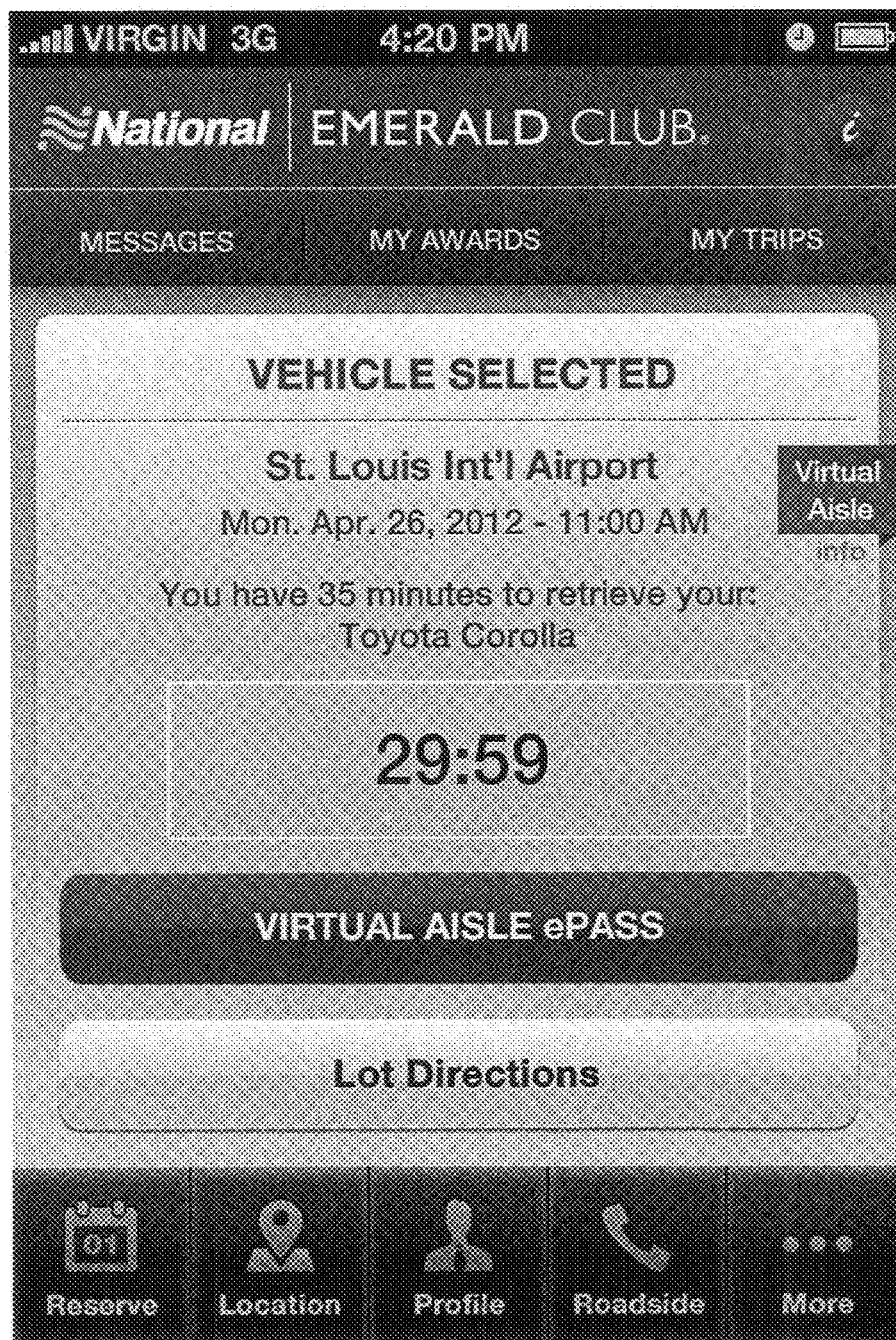 VIRGIN 3G 4:20 PM
National EMERALD CLUB. i
MESSAGES MY AWARDS MY TRIPS
VEHICLE SELECTED
St. Louis Int'l Airport
Mon. Apr. 26, 2012 - 11:00 AM
Virtual
Aisle
info
You have 35 minutes to retrieve your:
Toyota Corolla
29:59
VIRTUAL AISLE ePASS
Lot Directions
01
Reserve Location Profile Roadside More